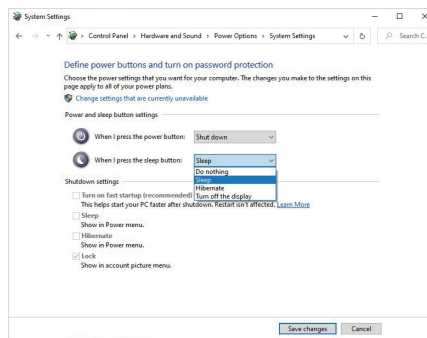 System Settings
Control Panel > Hardware and Sound > Power Options > System Settings
Search C...
Define power buttons and turn on password protection
Choose the power settings that you want for your computer. The changes you make to the settings on this
page apply to all of your power plans.
Change settings that are currently unavailable
Power and sleep button settings
When I press the power button: Shut down
When I press the sleep button: Sleep
Do nothing
Sleep
Hibernate
Turn off the display
Shutdown settings
Turn on fast startup (recommended)
This helps start your PC faster after shutdown. Restart isn't affected. Learn More
Sleep
Show in Power menu.
Hibernate
Show in Power menu.
Lock
Show in account picture menu.
Save changes Cancel